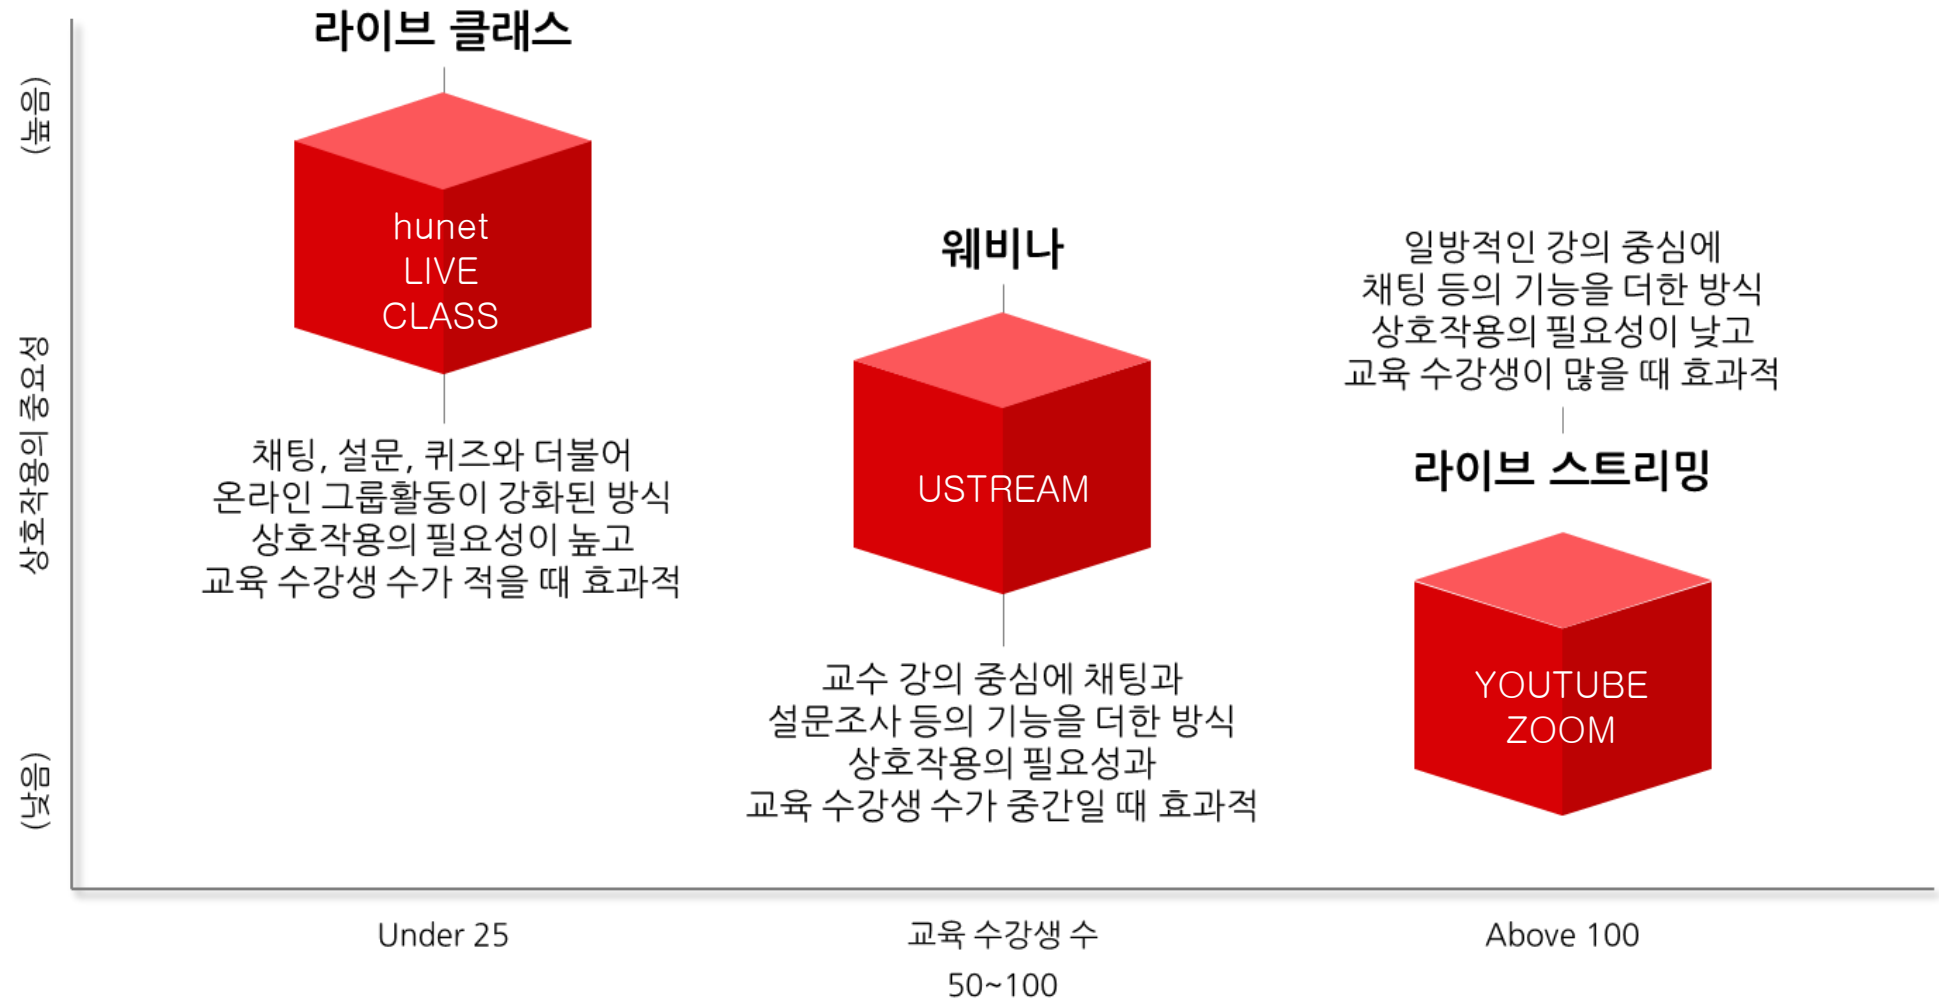 라이브 클래스
hunet
LIVE
CLASS
채팅, 설문, 퀴즈와 더불어
온라인 그룹활동이 강화된 방식
상호작용의 필요성이 높고
교육 수강생 수가 적을 때 효과적
웨비나
USTREAM
교수 강의 중심에 채팅과
설문조사 등의 기능을 더한 방식
상호작용의 필요성과
교육 수강생 수가 중간일 때 효과적
일방적인 강의 중심에
채팅 등의 기능을 더한 방식
상호작용의 필요성이 낮고
교육 수강생이 많을 때 효과적
라이브 스트리밍
YOUTUBE
ZOOM
(높음)
상호작용의 중요성
(낮음)
Under 25
교육 수강생 수
50~100
Above 100